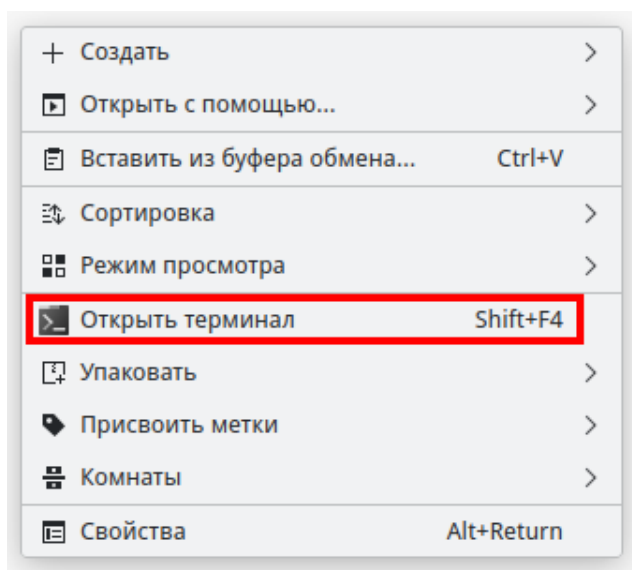 Создать
Открыть с помощью...
Вставить из буфера обмена... Ctrl+V
Сортировка
Режим просмотра
Открыть терминал Shift+F4
Упаковать
Присвоить метки
Комнаты
Свойства Alt+Return